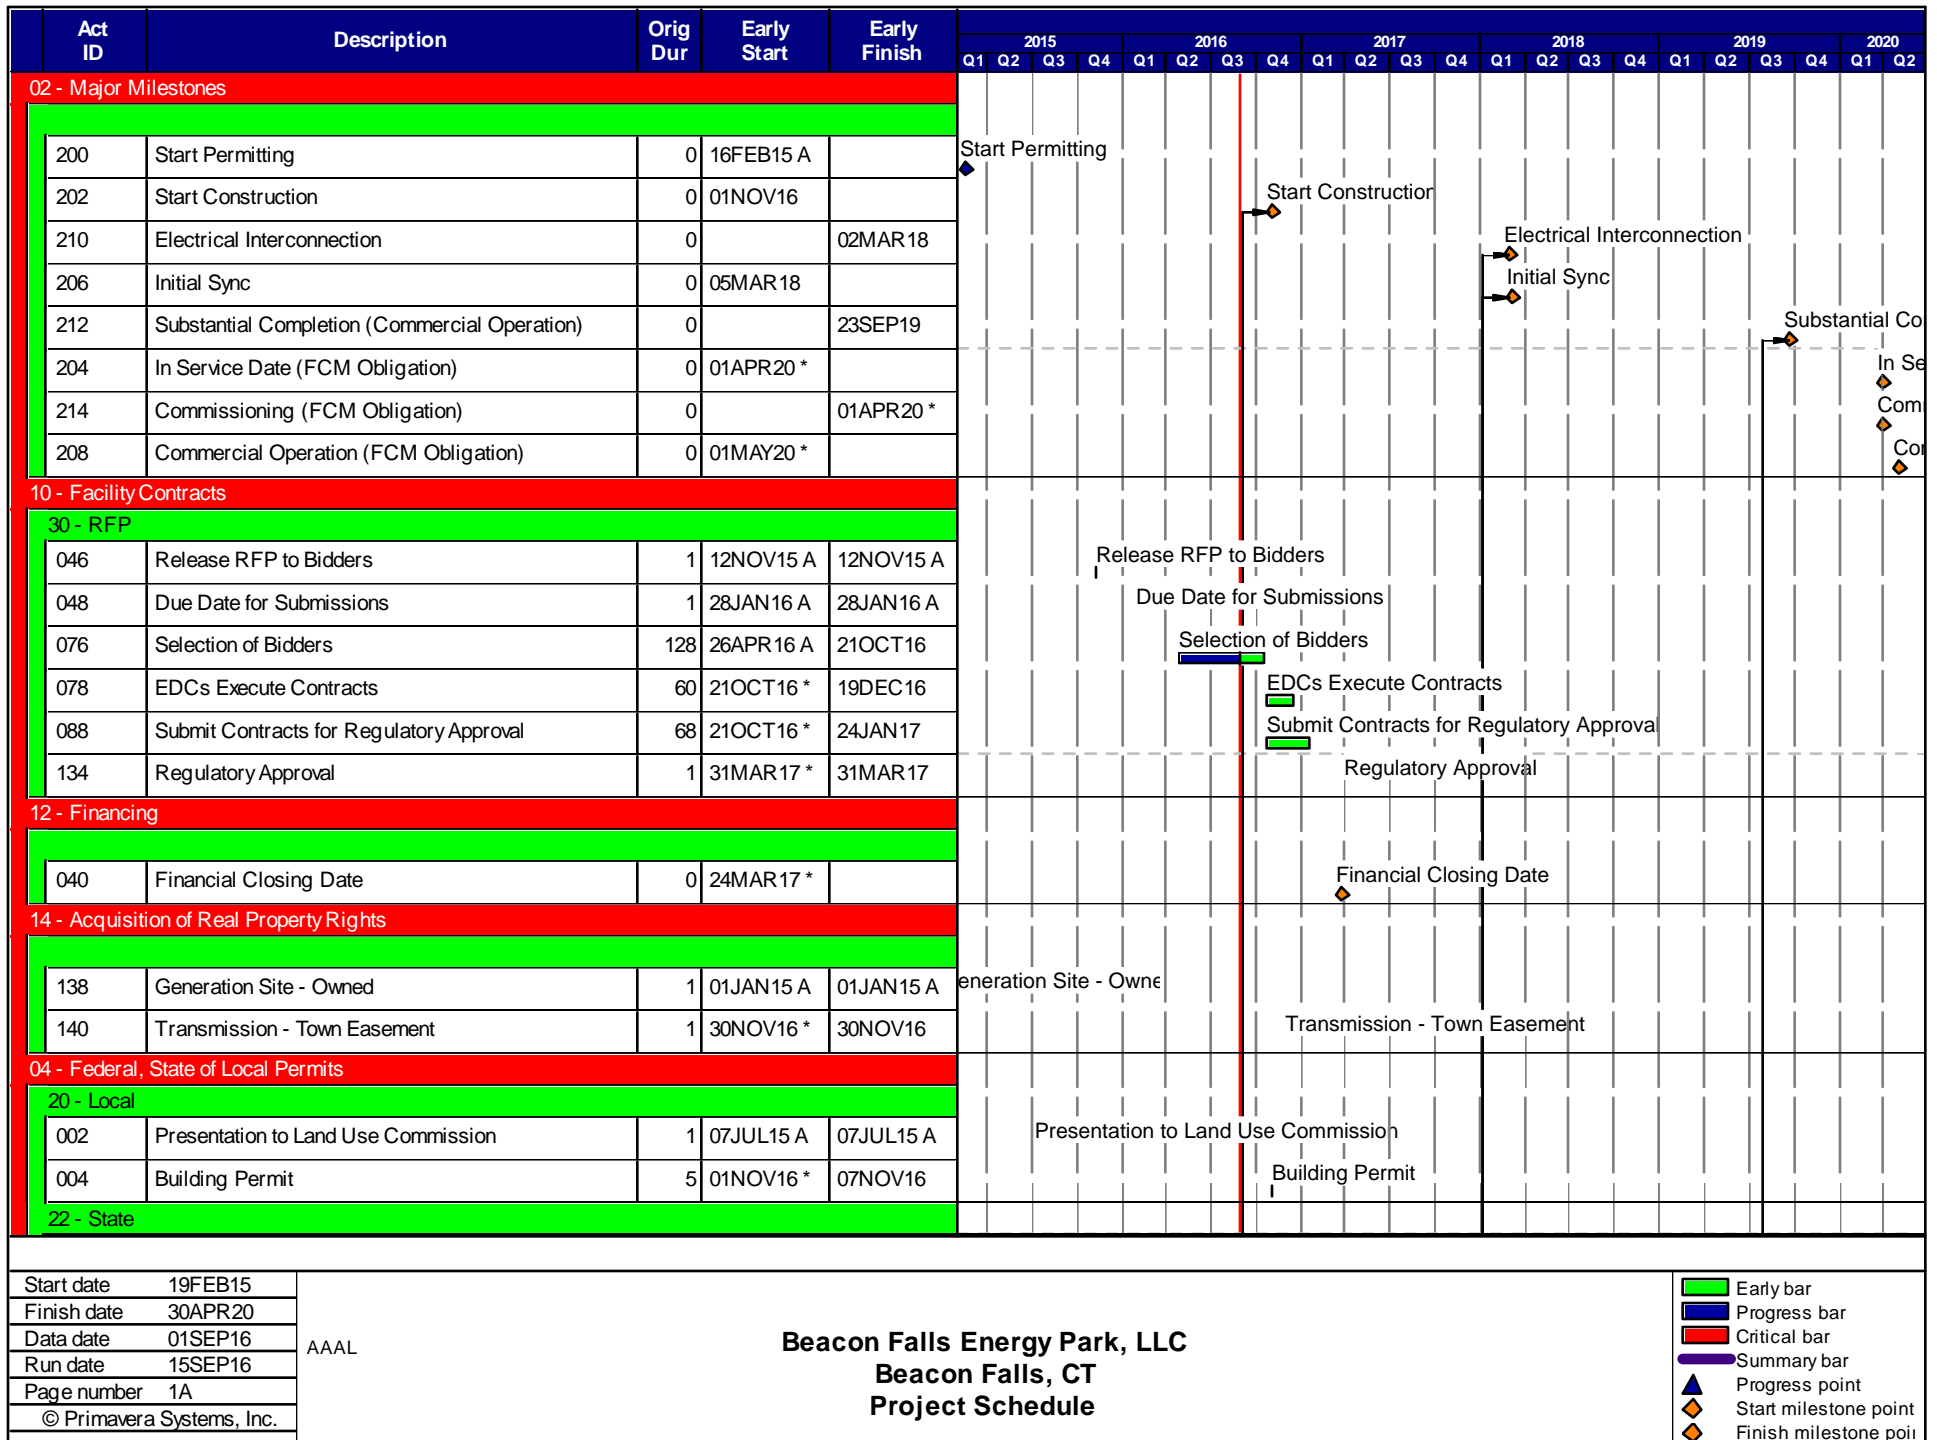 Act ID Description Orig Dur Early Start Early Finish
2015 2016 2017 2018 2019 2020
Q1 Q2 Q3 Q4 Q1 Q2 Q3 Q4 Q1 Q2 Q3 Q4 Q1 Q2 Q3 Q4 Q1 Q2 Q3 Q4 Q1 Q2
02 - Major Milestones
200 Start Permitting 0 16FEB15 A Start Permitting
202 Start Construction 0 01NOV16 Start Construction
210 Electrical Interconnection 0 02MAR18 Electrical Interconnection
206 Initial Sync 0 05MAR18 Initial Sync
212 Substantial Completion (Commercial Operation) 0 23SEP19 Substantial Co
204 In Service Date (FCM Obligation) 0 01APR20 * In Se
214 Commissioning (FCM Obligation) 0 01APR20 * Com
208 Commercial Operation (FCM Obligation) 0 01MAY20 * Co
10 - Facility Contracts
30 - RFP
046 Release RFP to Bidders 1 12NOV15 A 12NOV15 A Release RFP to Bidders
048 Due Date for Submissions 1 28JAN16 A 28JAN16 A Due Date for Submissions
076 Selection of Bidders 128 26APR16 A 21OCT16 Selection of Bidders
078 EDCs Execute Contracts 60 21OCT16 * 19DEC16 EDCs Execute Contracts
088 Submit Contracts for Regulatory Approval 68 21OCT16 * 24JAN17 Submit Contracts for Regulatory Approval
134 Regulatory Approval 1 31MAR17 * 31MAR17 Regulatory Approval
12 - Financing
040 Financial Closing Date 0 24MAR17 * Financial Closing Date
14 - Acquisition of Real Property Rights
138 Generation Site - Owned 1 01JAN15 A 01JAN15 A eneration Site - Owne
140 Transmission - Town Easement 1 30NOV16 * 30NOV16 Transmission - Town Easement
04 - Federal, State of Local Permits
20 - Local
002 Presentation to Land Use Commission 1 07JUL15 A 07JUL15 A Presentation to Land Use Commission
004 Building Permit 5 01NOV16 * 07NOV16 Building Permit
22 - State
Start date 19FEB15
Finish date 30APR20
Data date 01SEP16
Run date 15SEP16
Page number 1A
© Primavera Systems, Inc.
AAAL
Beacon Falls Energy Park, LLC
Beacon Falls, CT
Project Schedule
Early bar
Progress bar
Critical bar
Summary bar
Progress point
Start milestone point
Finish milestone poi